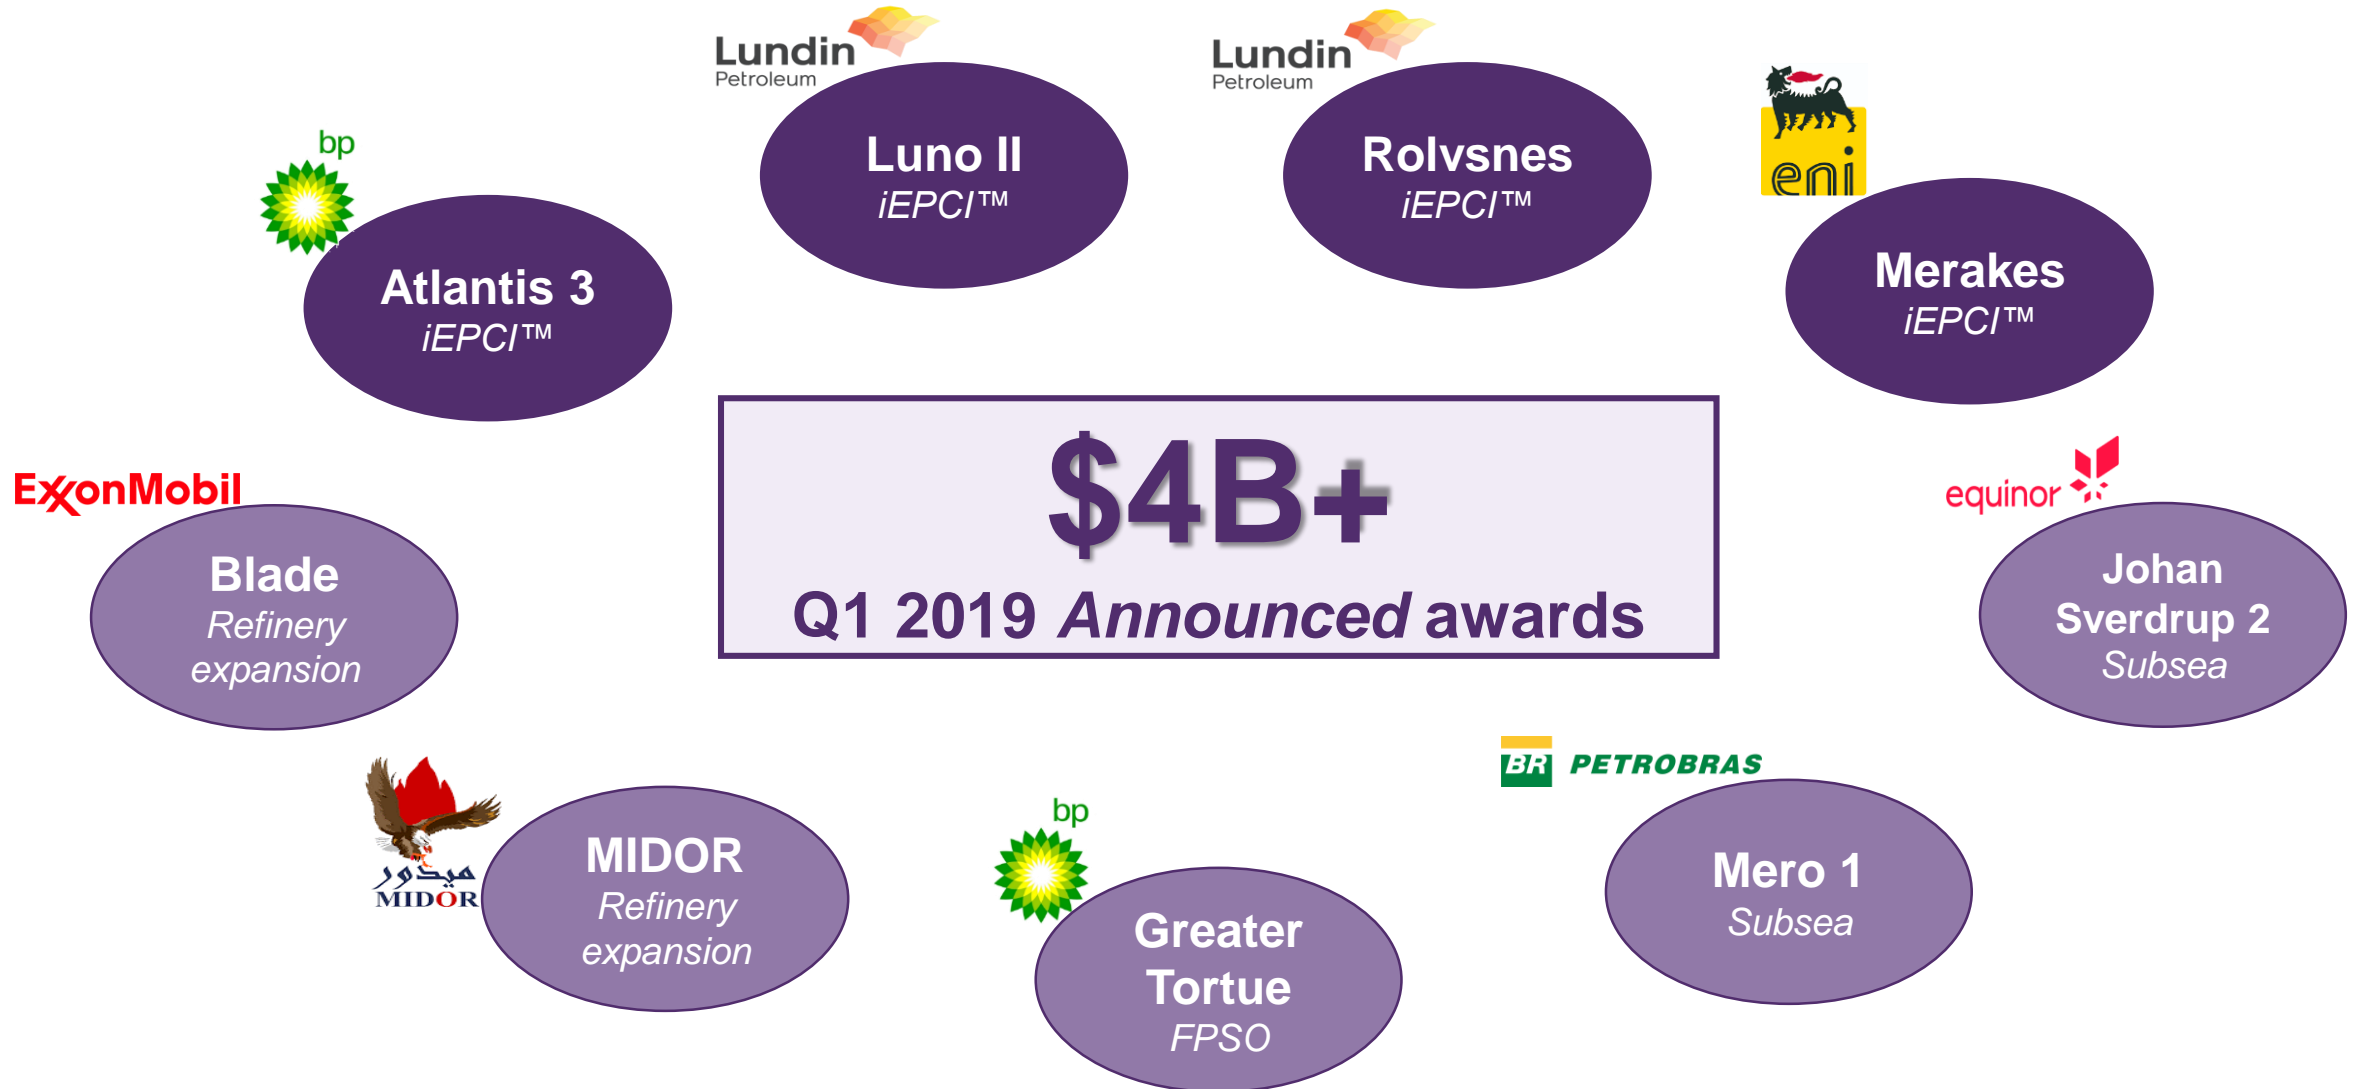 Lundin
Petroleum
Luno II
iEPCI™
Lundin
Petroleum
Rolvsnes
iEPCI™
eni
Merakes
iEPCI™
bp
Atlantis 3
iEPCI™
$4B+
Q1 2019 Announced awards
ExxonMobil
Blade
Refinery
expansion
equinor
Johan
Sverdrup 2
Subsea
ميدور
MIDOR
MIDOR
Refinery
expansion
bp
Greater
Tortue
FPSO
BR PETROBRAS
Mero 1
Subsea